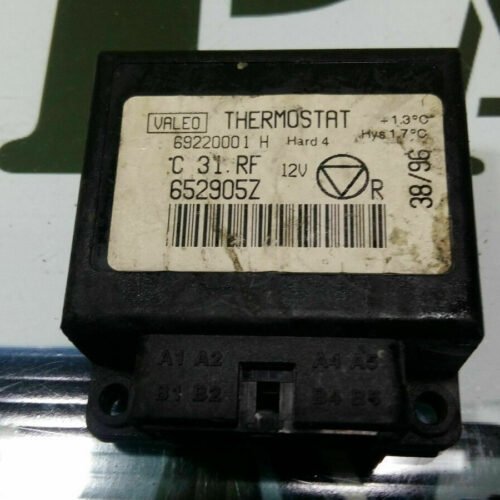 VALEO THERMOSTAT +1.3°C
69220001 H Hard 4 Hys 1.7°C
C 31.RF 12V
652905Z R
38/96
A1 A2 A4 A5
B1 B2 B4 B5